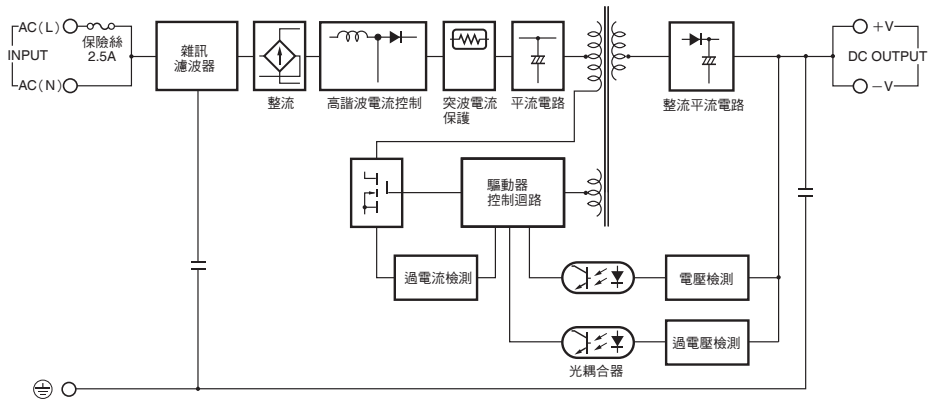 AC(L)
保險絲
2.5A
INPUT
AC(N)
雜訊
濾波器
整流
高諧波電流控制
突波電流
保護
平流電路
整流平流電路
+V
DC OUTPUT
−V
驅動器
控制迴路
過電流檢測
電壓檢測
過電壓檢測
光耦合器